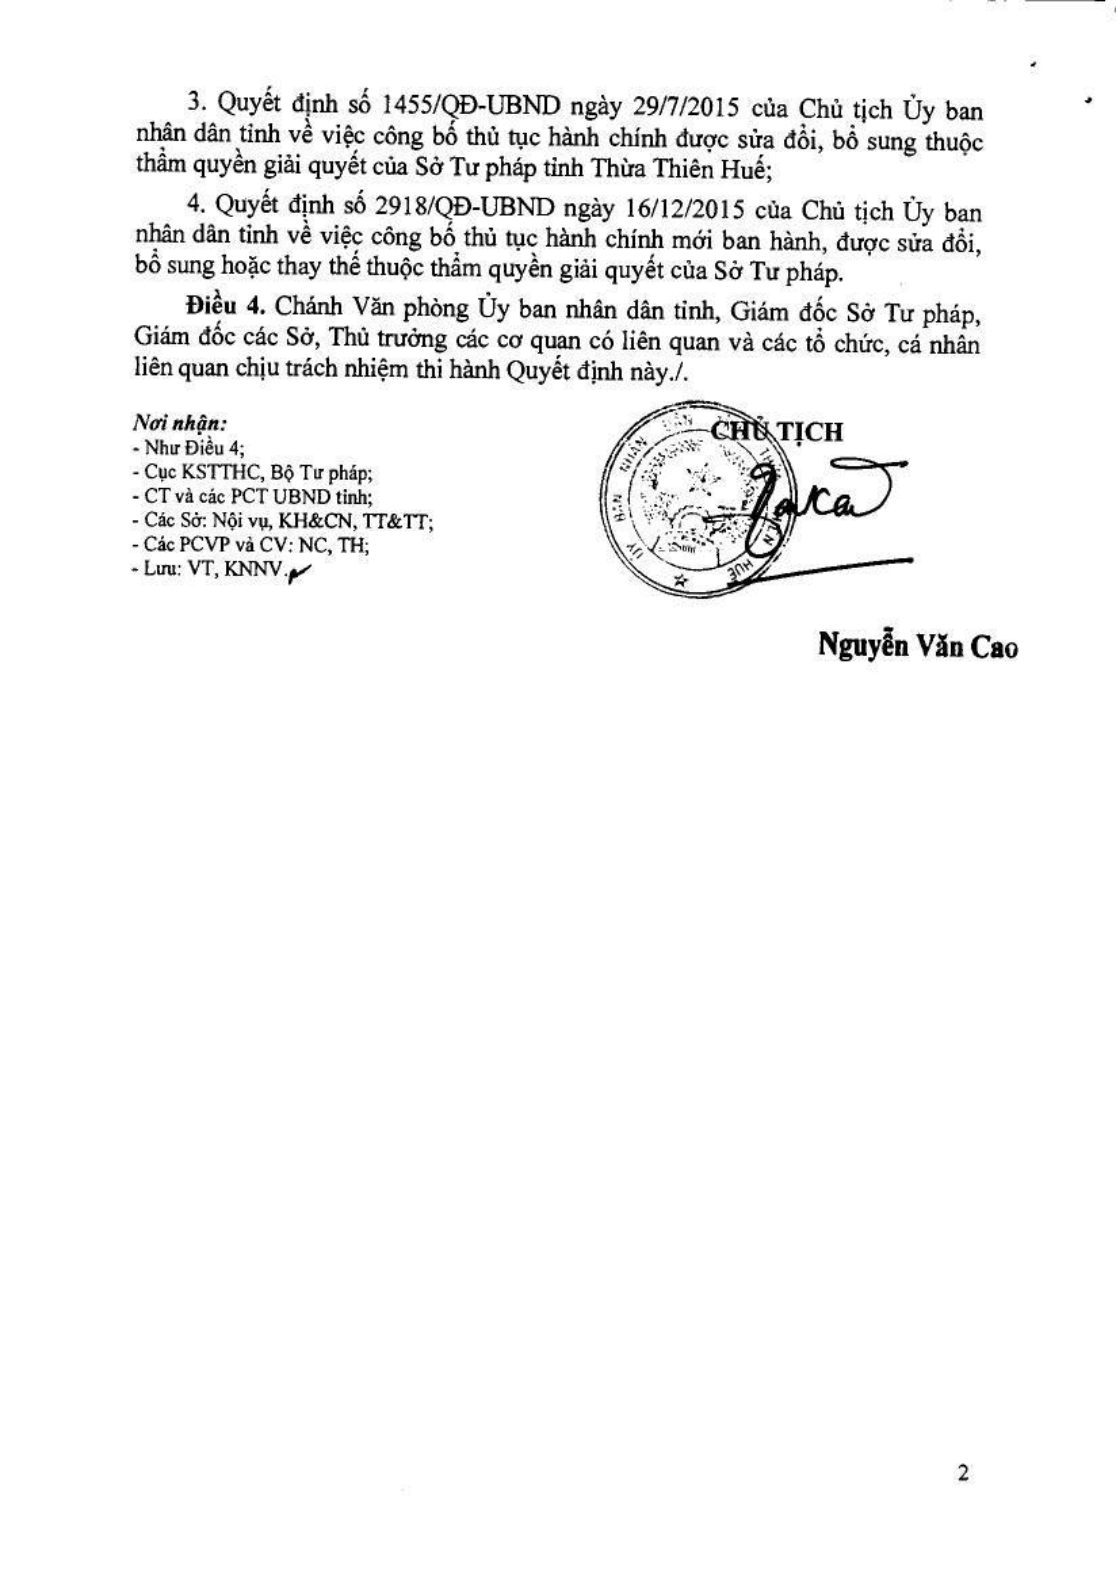 3. Quyết định số 1455/QĐ-UBND ngày 29/7/2015 của Chủ tịch Ủy ban
nhân dân tỉnh về việc công bố thủ tục hành chính được sửa đổi, bổ sung thuộc
thẩm quyền giải quyết của Sở Tư pháp tỉnh Thừa Thiên Huế;
4. Quyết định số 2918/QĐ-UBND ngày 16/12/2015 của Chủ tịch Ủy ban
nhân dân tỉnh về việc công bố thủ tục hành chính mới ban hành, được sửa đổi,
bổ sung hoặc thay thế thuộc thẩm quyền giải quyết của Sở Tư pháp.
Điều 4. Chánh Văn phòng Ủy ban nhân dân tỉnh, Giám đốc Sở Tư pháp,
Giám đốc các Sở, Thủ trưởng các cơ quan có liên quan và các tổ chức, cá nhân
liên quan chịu trách nhiệm thi hành Quyết định này./.
Nơi nhận:
- Như Điều 4;
- Cục KSTTHC, Bộ Tư pháp;
- CT và các PCT UBND tỉnh;
- Các Sở: Nội vụ, KH&CN, TT&TT;
- Các PCVP và CV: NC, TH;
- Lưu: VT, KNNV.
CHỦ TỊCH
ỦY BAN NHÂN DÂN
HUẾ
Nguyễn Văn Cao
2